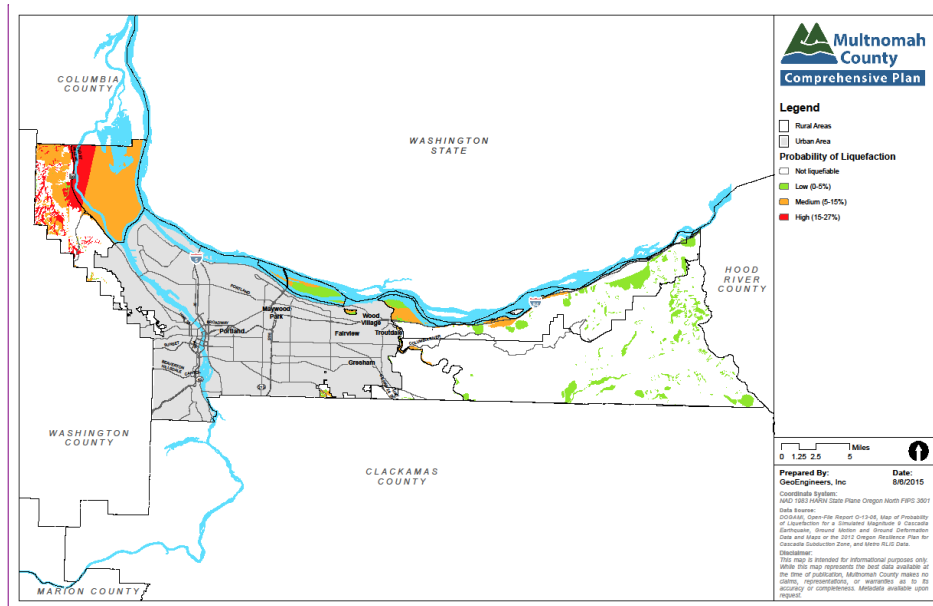 Multnomah
County
Comprehensive Plan
COLUMBIA
COUNTY
WASHINGTON
STATE
HOOD
RIVER
COUNTY
PORTLAND
Maywood
Park
Wood
Village
BROADWAY
Portland
Fairview
Troutdale
SUNSET
Gresham
WASHINGTON
COUNTY
CLACKAMAS
COUNTY
MARION COUNTY
Legend
Rural Areas
Urban Area
Probability of Liquefaction
Not liquefiable
Low (0-5%)
Medium (5-15%)
High (15-27%)
Miles
0 1.25 2.5 5
Prepared By: Date:
GeoEngineers, Inc 8/6/2015
Coordinate System:
NAD 1983 HARN State Plane Oregon North FIPS 3601
Data Source:
DOGAMI, Open-File Report O-13-06, Map of Probability
of Liquefaction for a Simulated Magnitude 9 Cascadia
Earthquake, Ground Motion and Ground Deformation
Data and Maps or the 2012 Oregon Resilience Plan for
Cascadia Subduction Zone, and Metro RLIS Data.
Disclaimer:
This map is intended for informational purposes only.
While this map represents the best data available at
the time of publication, Multnomah County makes no
claims, representations, or warranties as to its
accuracy or completeness. Metadata available upon
request.